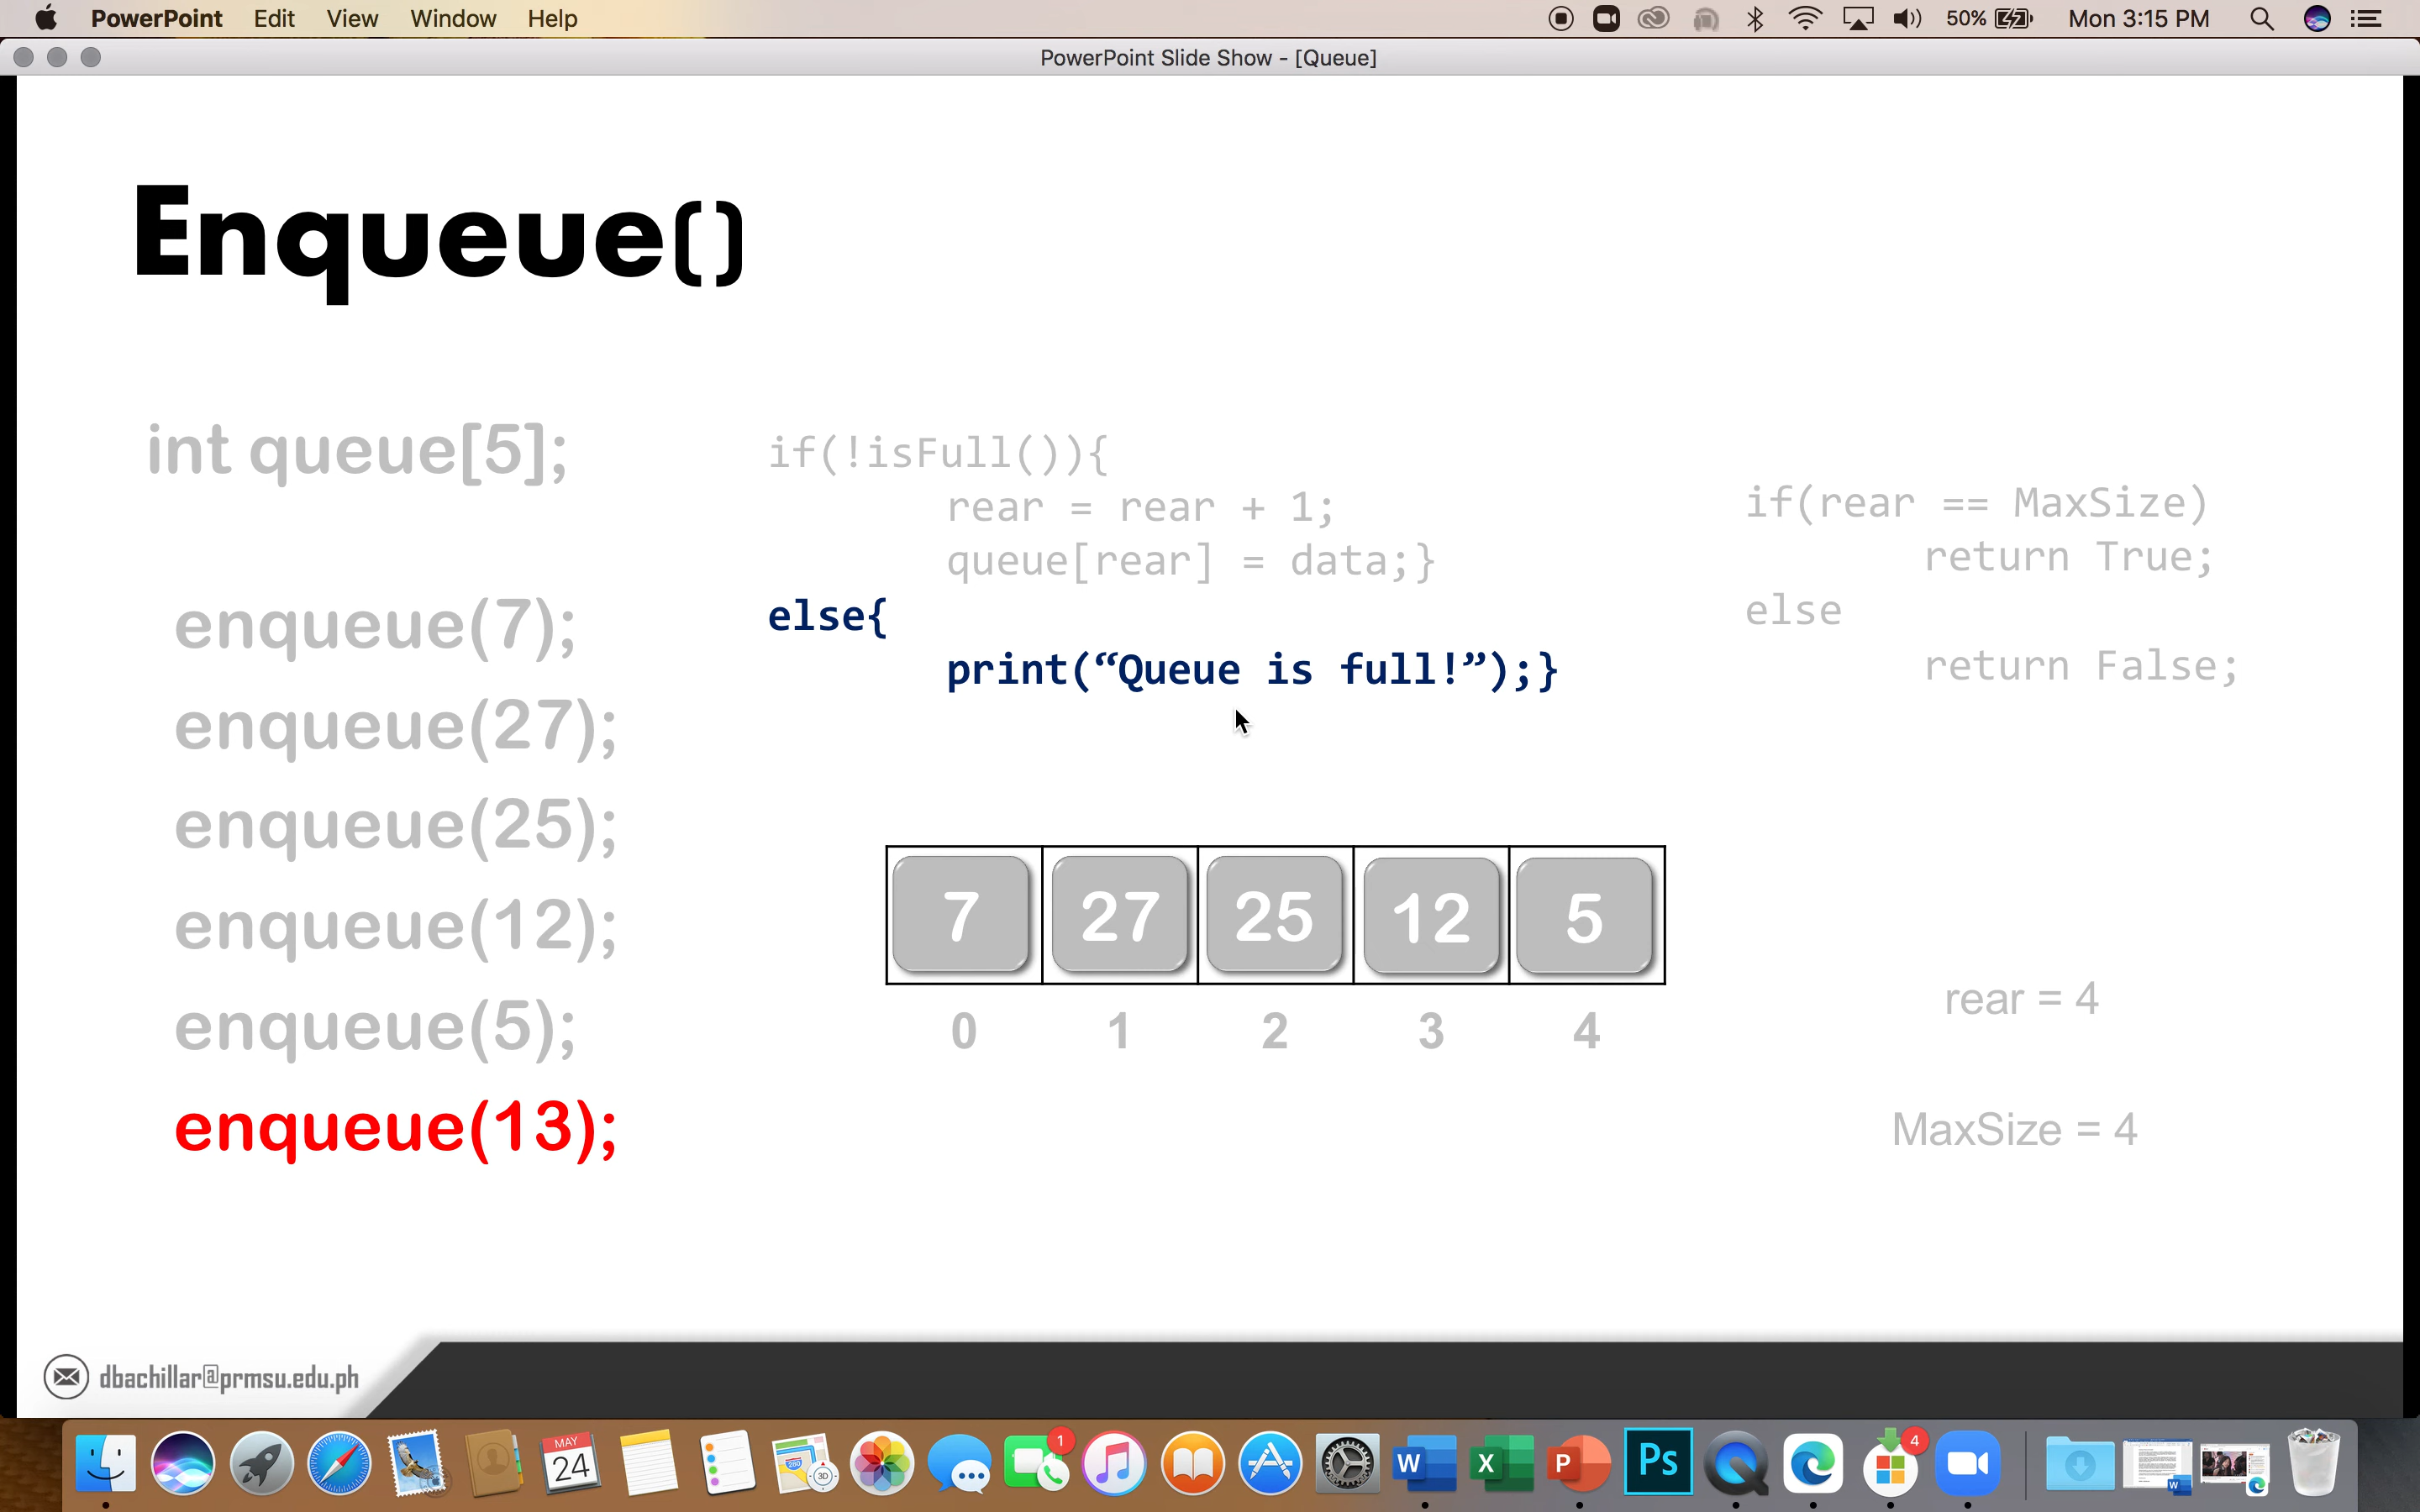 PowerPoint Edit View Window Help 50% Mon 3:15 PM
PowerPoint Slide Show - [Queue]
Enqueue()
int queue[5];
enqueue(7);
enqueue(27);
enqueue(25);
enqueue(12);
enqueue(5);
enqueue(13);
if(!isFull()){
rear = rear + 1;
queue[rear] = data;}
else{
print(“Queue is full!”);}
if(rear == MaxSize)
return True;
else
return False;
7 27 25 12 5
0 1 2 3 4
rear = 4
MaxSize = 4
dbachillar@prmsu.edu.ph
MAY
24
280
3D
1
W
X
P
Ps
4
W